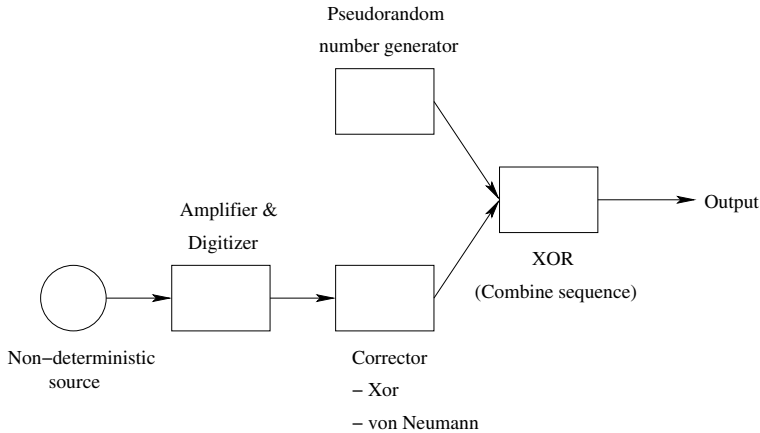 Pseudorandom
number generator
Amplifier &
Digitizer
Output
XOR
(Combine sequence)
Non−deterministic
source
Corrector
− Xor
− von Neumann